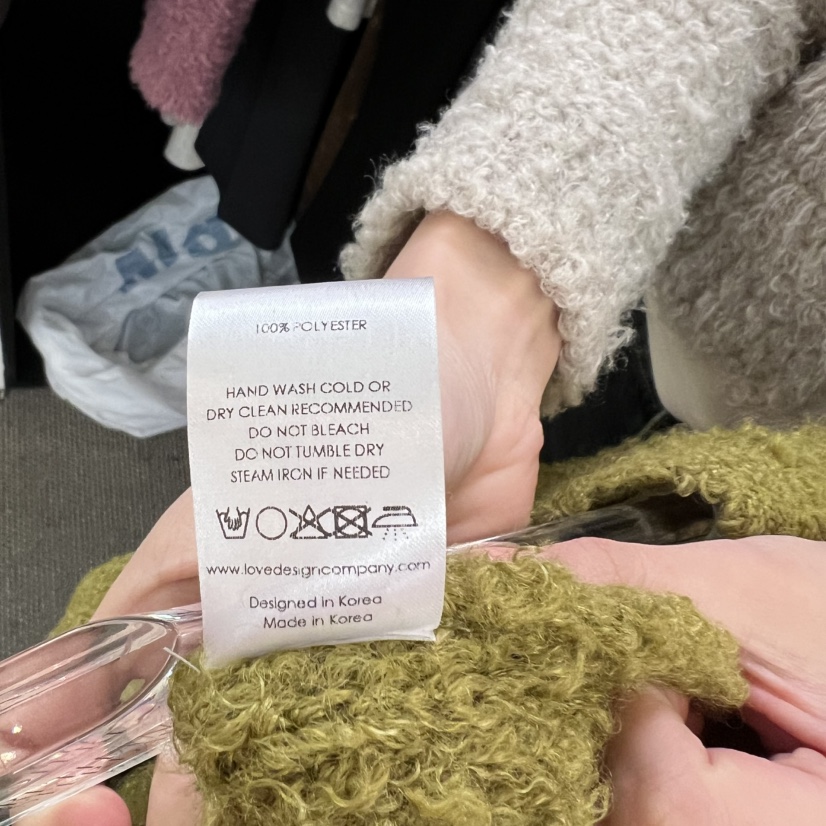 100% POLYESTER
HAND WASH COLD OR
DRY CLEAN RECOMMENDED
DO NOT BLEACH
DO NOT TUMBLE DRY
STEAM IRON IF NEEDED
www.lovedesigncompany.com
Designed in Korea
Made in Korea